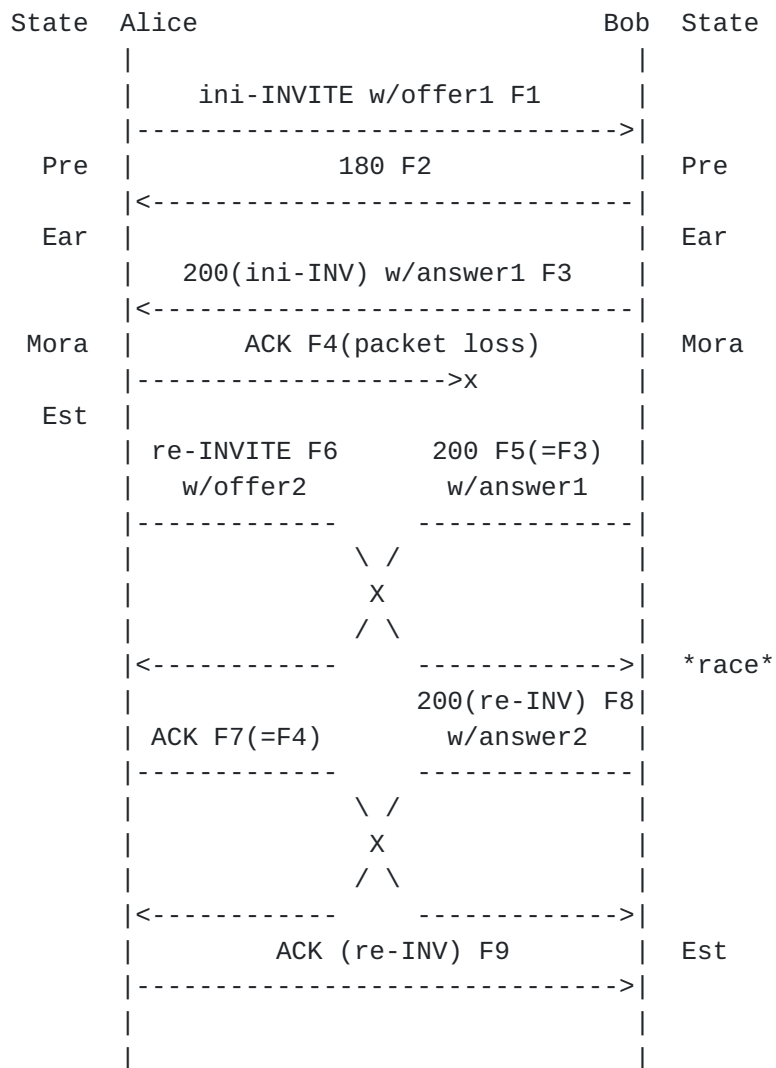 State  Alice                             Bob  State
       |                                |
       |    ini-INVITE w/offer1 F1      |
       |------------------------------->|
  Pre  |             180 F2             |  Pre
       |<-------------------------------|
  Ear  |                                |  Ear
       |   200(ini-INV) w/answer1 F3    |
       |<-------------------------------|
 Mora  |       ACK F4(packet loss)      |  Mora
       |-------------------->x          |
  Est  |                                |
       | re-INVITE F6      200 F5(=F3)  |
       |   w/offer2         w/answer1   |
       |-------------     --------------|
       |              \ /               |
       |               X                |
       |              / \               |
       |<------------     ------------->|  *race*
       |                  200(re-INV) F8|
       | ACK F7(=F4)        w/answer2   |
       |-------------     --------------|
       |              \ /               |
       |               X                |
       |              / \               |
       |<------------     ------------->|
       |         ACK (re-INV) F9        |  Est
       |------------------------------->|
       |                                |
       |                                |